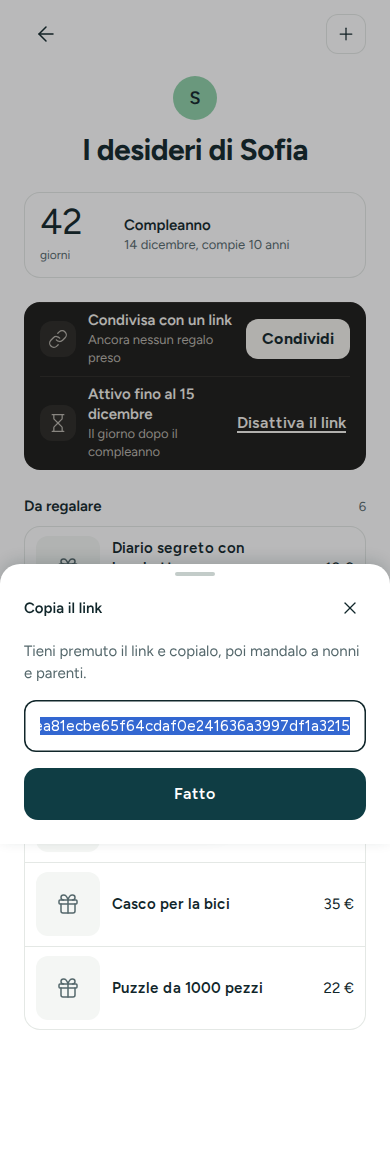 S
I desideri di Sofia
42
giorni
Compleanno
14 dicembre, compie 10 anni
Condivisa con un link
Ancora nessun regalo
preso
Condividi
Attivo fino al 15
dicembre
Il giorno dopo il
compleanno
Disattiva il link
Da regalare
6
Diario segreto con
Copia il link
Tieni premuto il link e copialo, poi mandalo a nonni
e parenti.
a81ecbe65f64cdaf0e241636a3997df1a3215
Fatto
Casco per la bici
35 €
Puzzle da 1000 pezzi
22 €